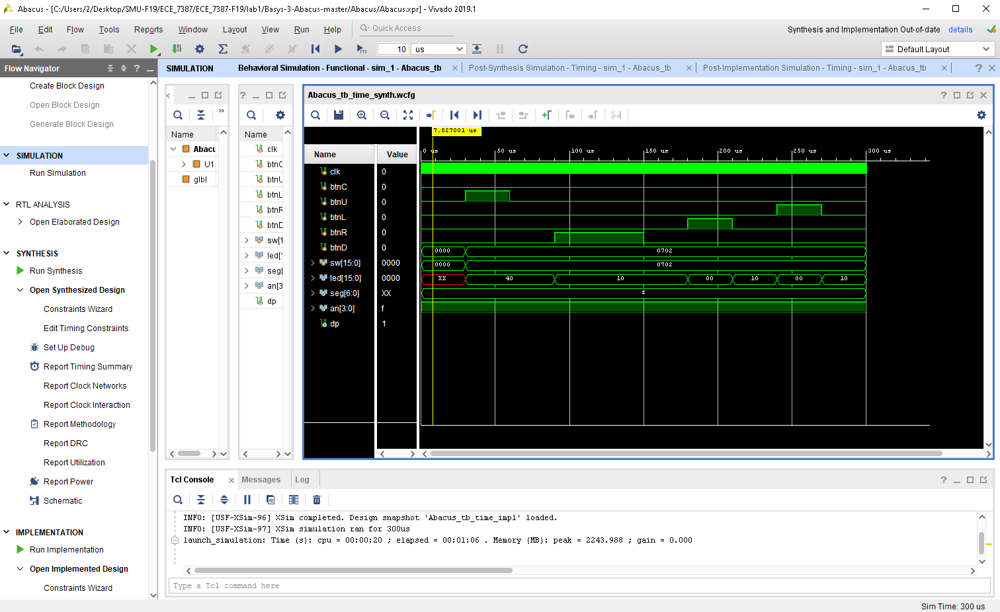 Abacus - [C:/Users/2/Desktop/SMU-F19/ECE_7387/ECE_7387-F19/lab1/Basys-3-Abacus-master/Abacus/Abacus.xpr] - Vivado 2019.1
File Edit Flow Tools Reports Window Layout View Run Help Quick Access
Synthesis and Implementation Out-of-date details
10 us
Default Layout
Flow Navigator
Create Block Design
Open Block Design
Generate Block Design
SIMULATION
Run Simulation
RTL ANALYSIS
Open Elaborated Design
SYNTHESIS
Run Synthesis
Open Synthesized Design
Constraints Wizard
Edit Timing Constraints
Set Up Debug
Report Timing Summary
Report Clock Networks
Report Clock Interaction
Report Methodology
Report DRC
Report Utilization
Report Power
Schematic
IMPLEMENTATION
Run Implementation
Open Implemented Design
Constraints Wizard
SIMULATION Behavioral Simulation - Functional - sim_1 - Abacus_tb Post-Synthesis Simulation - Timing - sim_1 - Abacus_tb Post-Implementation Simulation - Timing - sim_1 - Abacus_tb
Name
Abacu
U1
glbl
Name
clk
btnC
btnU
btnL
btnR
btnD
sw[1
led[1
seg[
an[3
dp
Abacus_tb_time_synth.wcfg
7.827001 us
Name Value
0 us 50 us 100 us 150 us 200 us 250 us 300 us
clk 0
btnC 0
btnU 0
btnL 0
btnR 0
btnD 0
0000 0702
sw[15:0] 0000
0000 0702
led[15:0] 0000
XX 40 10 00 10 00 10
seg[6:0] XX
f
an[3:0] f
dp 1
Tcl Console Messages Log
INFO: [USF-XSim-96] XSim completed. Design snapshot 'Abacus_tb_time_impl' loaded.
INFO: [USF-XSim-97] XSim simulation ran for 300us
launch_simulation: Time (s): cpu = 00:00:20 ; elapsed = 00:01:06 . Memory (MB): peak = 2243.988 ; gain = 0.000
Type a Tcl command here
Sim Time: 300 us